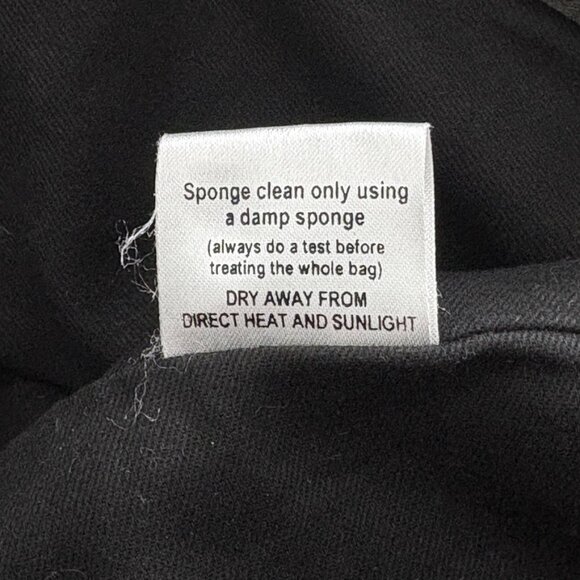 Sponge clean only using
a damp sponge
(always do a test before
treating the whole bag)
DRY AWAY FROM
DIRECT HEAT AND SUNLIGHT